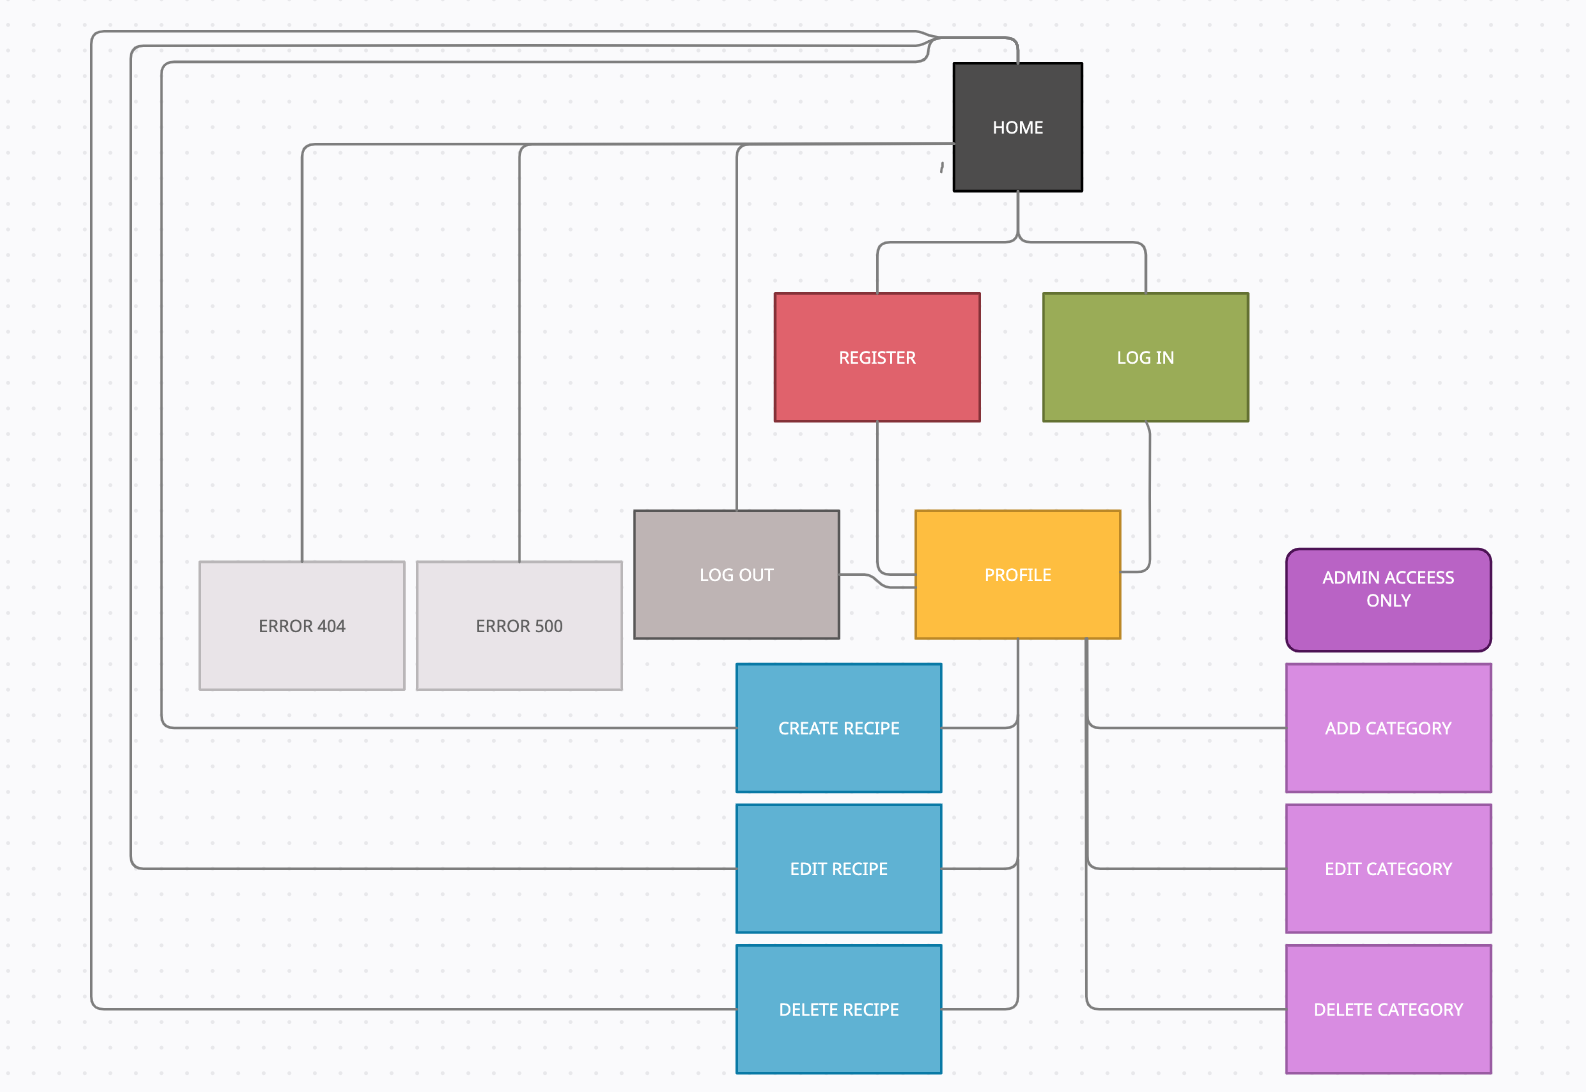 HOME
REGISTER
LOG IN
LOG OUT
PROFILE
ADMIN ACCEESS
ONLY
ERROR 404
ERROR 500
CREATE RECIPE
ADD CATEGORY
EDIT RECIPE
EDIT CATEGORY
DELETE RECIPE
DELETE CATEGORY